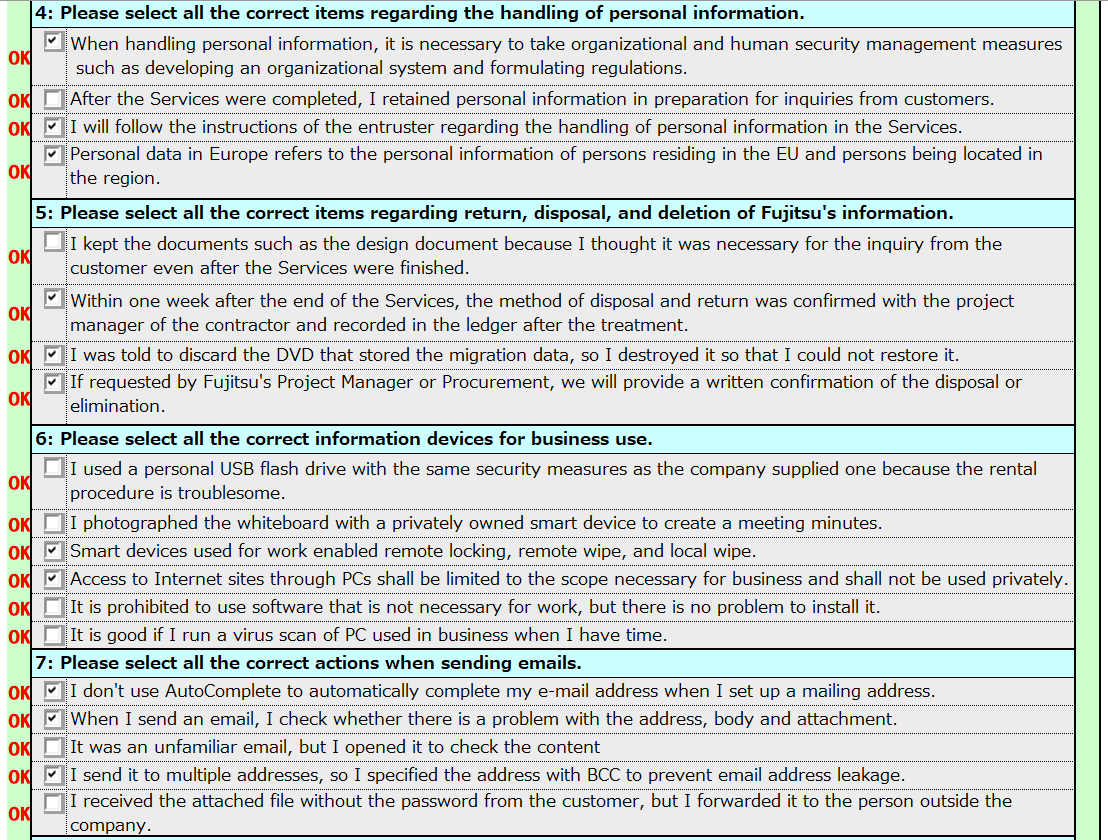 4: Please select all the correct items regarding the handling of personal information.
OK When handling personal information, it is necessary to take organizational and human security management measures
such as developing an organizational system and formulating regulations.
OK After the Services were completed, I retained personal information in preparation for inquiries from customers.
OK I will follow the instructions of the entruster regarding the handling of personal information in the Services.
OK Personal data in Europe refers to the personal information of persons residing in the EU and persons being located in
the region.
5: Please select all the correct items regarding return, disposal, and deletion of Fujitsu's information.
OK I kept the documents such as the design document because I thought it was necessary for the inquiry from the
customer even after the Services were finished.
OK Within one week after the end of the Services, the method of disposal and return was confirmed with the project
manager of the contractor and recorded in the ledger after the treatment.
OK I was told to discard the DVD that stored the migration data, so I destroyed it so that I could not restore it.
OK If requested by Fujitsu's Project Manager or Procurement, we will provide a written confirmation of the disposal or
elimination.
6: Please select all the correct information devices for business use.
OK I used a personal USB flash drive with the same security measures as the company supplied one because the rental
procedure is troublesome.
OK I photographed the whiteboard with a privately owned smart device to create a meeting minutes.
OK Smart devices used for work enabled remote locking, remote wipe, and local wipe.
OK Access to Internet sites through PCs shall be limited to the scope necessary for business and shall not be used privately.
OK It is prohibited to use software that is not necessary for work, but there is no problem to install it.
OK It is good if I run a virus scan of PC used in business when I have time.
7: Please select all the correct actions when sending emails.
OK I don't use AutoComplete to automatically complete my e-mail address when I set up a mailing address.
OK When I send an email, I check whether there is a problem with the address, body and attachment.
OK It was an unfamiliar email, but I opened it to check the content
OK I send it to multiple addresses, so I specified the address with BCC to prevent email address leakage.
OK I received the attached file without the password from the customer, but I forwarded it to the person outside the
company.